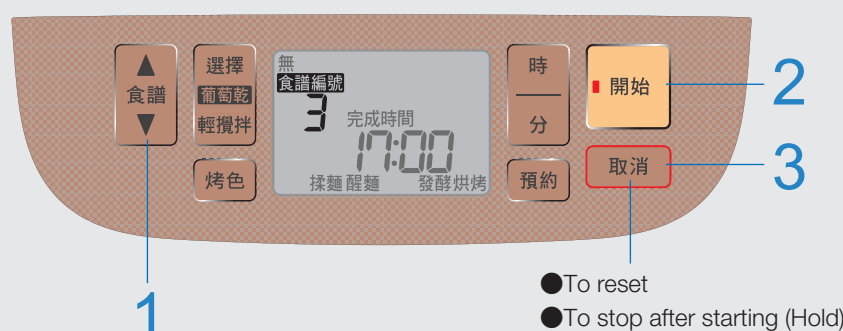 ▲
食譜
▼
選擇
葡萄乾
輕攪拌
烤色
無
食譜編號
3
完成時間
17:00
揉麵 醒麵 發酵 烘烤
時
分
預約
開始
取消
1
2
3
●To reset
●To stop after starting (Hold)